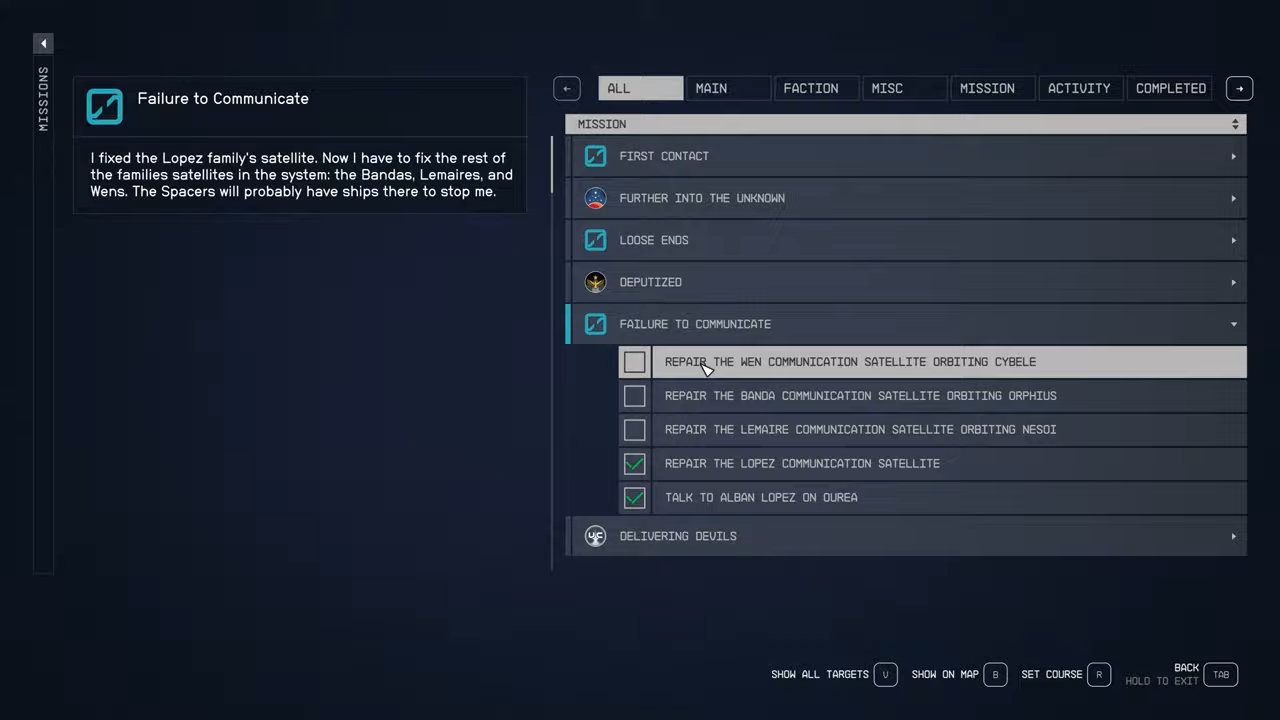 MISSIONS
Failure to Communicate
I fixed the Lopez family's satellite. Now I have to fix the rest of
the families satellites in the system: the Bandas, Lemaires, and
Wens. The Spacers will probably have ships there to stop me.
ALL MAIN FACTION MISC MISSION ACTIVITY COMPLETED
MISSION
FIRST CONTACT
FURTHER INTO THE UNKNOWN
LOOSE ENDS
DEPUTIZED
FAILURE TO COMMUNICATE
REPAIR THE WEN COMMUNICATION SATELLITE ORBITING CYBELE
REPAIR THE BANDA COMMUNICATION SATELLITE ORBITING ORPHIUS
REPAIR THE LEMAIRE COMMUNICATION SATELLITE ORBITING NESOI
REPAIR THE LOPEZ COMMUNICATION SATELLITE
TALK TO ALBAN LOPEZ ON OUREA
UC DELIVERING DEVILS
SHOW ALL TARGETS V SHOW ON MAP B SET COURSE R BACK TAB
HOLD TO EXIT